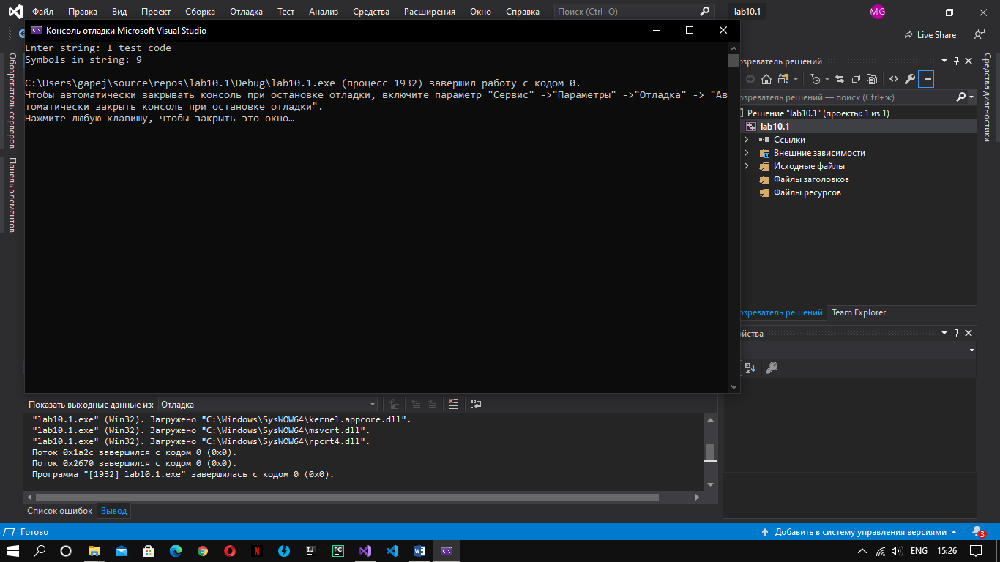 Файл Правка Вид Проект Сборка Отладка Тест Анализ Средства Расширения Окно Справка Поиск (Ctrl+Q) lab10.1 MG
Live Share
Консоль отладки Microsoft Visual Studio
Enter string: I test code
Symbols in string: 9
C:\Users\gapej\source\repos\lab10.1\Debug\lab10.1.exe (процесс 1932) завершил работу с кодом 0.
Чтобы автоматически закрывать консоль при остановке отладки, включите параметр "Сервис" ->"Параметры" ->"Отладка" -> "Ав
томатически закрыть консоль при остановке отладки".
Нажмите любую клавишу, чтобы закрыть это окно…
Обозреватель серверов
Панель элементов
озреватель решений
озреватель решений — поиск (Ctrl+ж)
Решение "lab10.1" (проекты: 1 из 1)
lab10.1
Ссылки
Внешние зависимости
Исходные файлы
Файлы заголовков
Файлы ресурсов
озреватель решений Team Explorer
йства
Средства диагностики
Показать выходные данные из: Отладка
"lab10.1.exe" (Win32). Загружено "C:\Windows\SysWOW64\kernel.appcore.dll".
"lab10.1.exe" (Win32). Загружено "C:\Windows\SysWOW64\msvcrt.dll".
"lab10.1.exe" (Win32). Загружено "C:\Windows\SysWOW64\rpcrt4.dll".
Поток 0x1a2c завершился с кодом 0 (0x0).
Поток 0x2670 завершился с кодом 0 (0x0).
Программа "[1932] lab10.1.exe" завершилась с кодом 0 (0x0).
Список ошибок Вывод
Готово Добавить в систему управления версиями 3
ENG 15:26